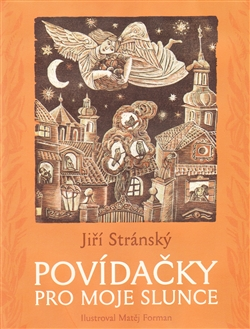 Jiří Stránský
POVÍDAČKY
PRO MOJE SLUNCE
Ilustroval Matěj Forman